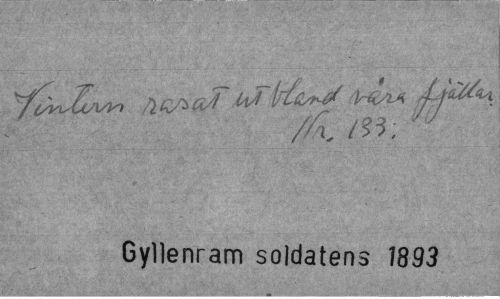 Vintern rasat ut bland våra fjällar.
Nr. 133.
Gyllenram soldatens 1893